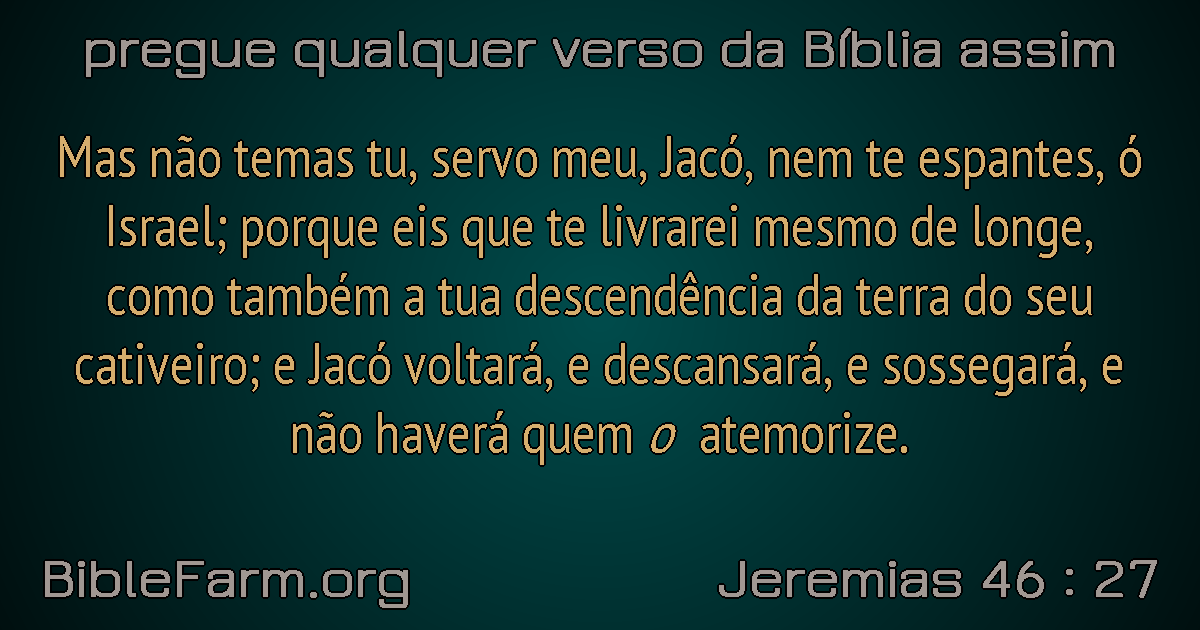 pregue qualquer verso da Bíblia assim
Mas não temas tu, servo meu, Jacó, nem te espantes, ó
Israel; porque eis que te livrarei mesmo de longe,
como também a tua descendência da terra do seu
cativeiro; e Jacó voltará, e descansará, e sossegará, e
não haverá quem o atemorize.
BibleFarm.org
Jeremias 46 : 27